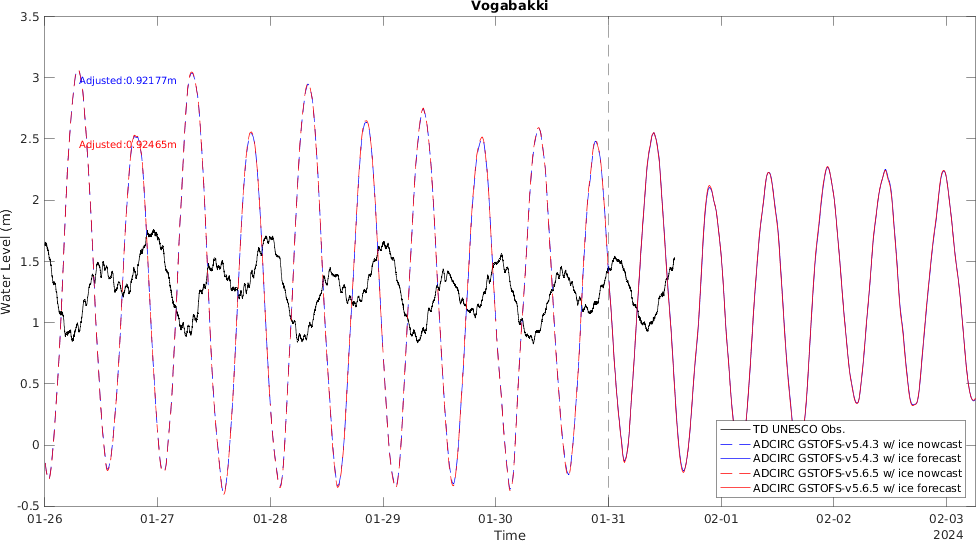 Vogabakki
3.5
3
2.5
2
1.5
1
0.5
0
-0.5
Water Level (m)
Adjusted:0.92177m
Adjusted:0.92465m
TD UNESCO Obs.
ADCIRC GSTOFS-v5.4.3 w/ ice nowcast
ADCIRC GSTOFS-v5.4.3 w/ ice forecast
ADCIRC GSTOFS-v5.6.5 w/ ice nowcast
ADCIRC GSTOFS-v5.6.5 w/ ice forecast
01-26 01-27 01-28 01-29 01-30 01-31 02-01 02-02 02-03
Time
2024